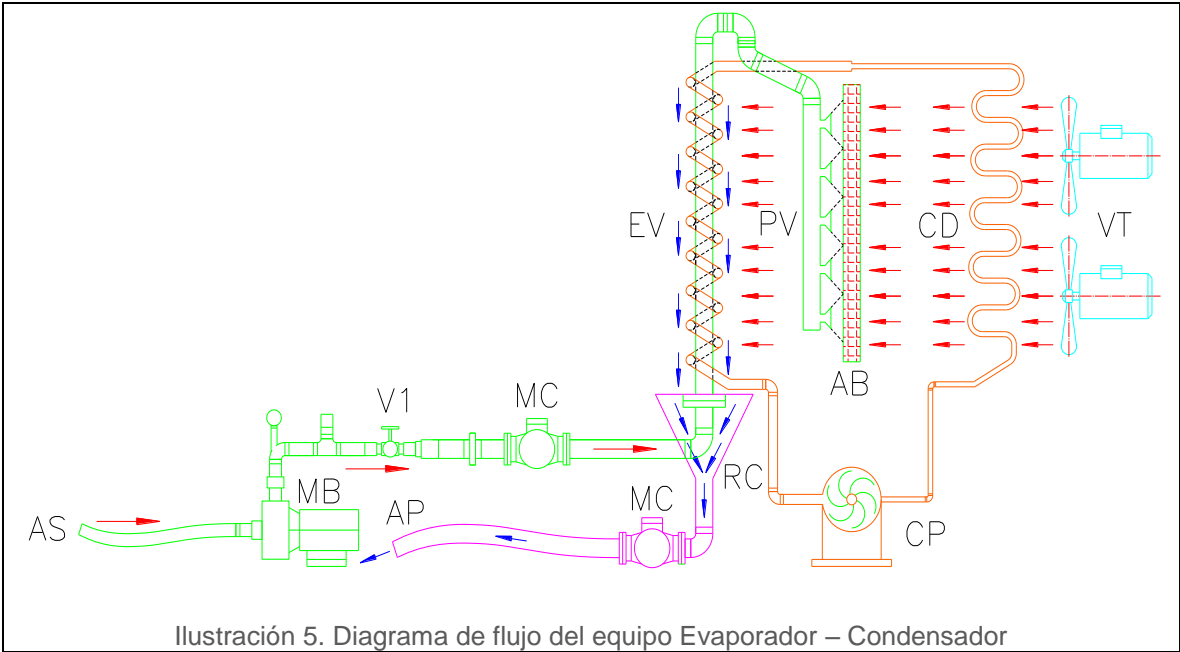 EV
PV
CD
VT
AB
V1
MC
RC
MC
MB
AP
AS
CP
Ilustración 5. Diagrama de flujo del equipo Evaporador – Condensador